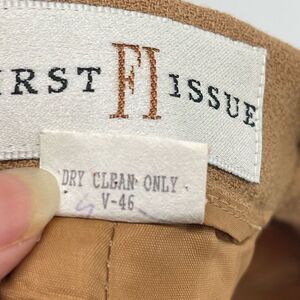 IRST FI ISSUE
DRY CLEAN ONLY
V-46